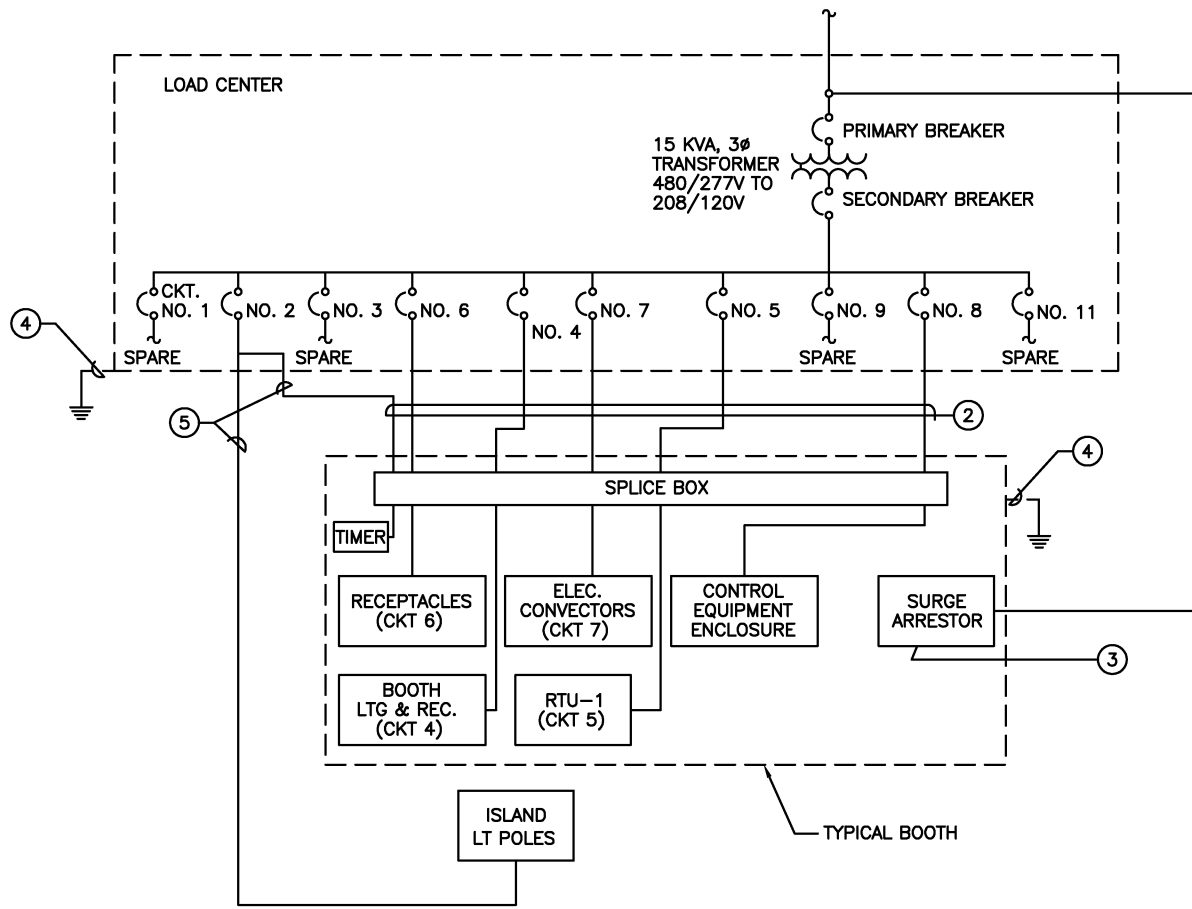 LOAD CENTER
PRIMARY BREAKER
15 KVA, 3ø
TRANSFORMER
480/277V TO
208/120V
SECONDARY BREAKER
CKT.
NO. 1
NO. 2
NO. 3
NO. 6
NO. 4
NO. 7
NO. 5
NO. 9
NO. 8
NO. 11
SPARE
SPARE
SPARE
SPARE
4
5
2
4
SPLICE BOX
TIMER
RECEPTACLES
(CKT 6)
ELEC.
CONVECTORS
(CKT 7)
CONTROL
EQUIPMENT
ENCLOSURE
SURGE
ARRESTOR
3
BOOTH
LTG & REC.
(CKT 4)
RTU-1
(CKT 5)
ISLAND
LT POLES
TYPICAL BOOTH